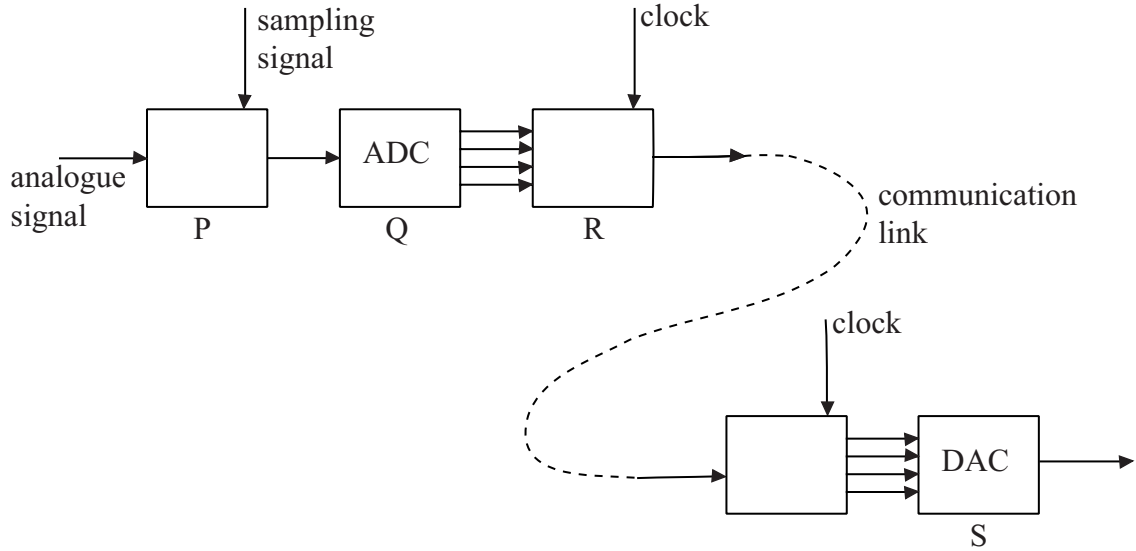 sampling
signal
clock
ADC
analogue
signal
P
Q
R
communication
link
clock
DAC
S